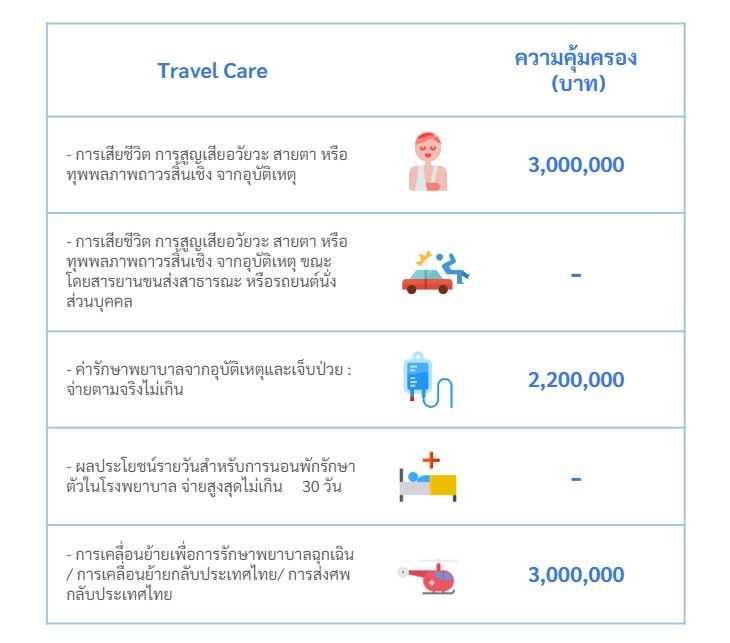 Travel Care
ความคุ้มครอง
(บาท)
- การเสียชีวิต การสูญเสียอวัยวะ สายตา หรือ
ทุพพลภาพถาวรสิ้นเชิง จากอุบัติเหตุ
3,000,000
- การเสียชีวิต การสูญเสียอวัยวะ สายตา หรือ
ทุพพลภาพถาวรสิ้นเชิง จากอุบัติเหตุ ขณะ
โดยสารยานขนส่งสาธารณะ หรือรถยนต์นั่ง
ส่วนบุคคล
-
- ค่ารักษาพยาบาลจากอุบัติเหตุและเจ็บป่วย :
จ่ายตามจริงไม่เกิน
2,200,000
- ผลประโยชน์รายวันสำหรับการนอนพักรักษา
ตัวในโรงพยาบาล จ่ายสูงสุดไม่เกิน 30 วัน
-
- การเคลื่อนย้ายเพื่อการรักษาพยาบาลฉุกเฉิน
/ การเคลื่อนย้ายกลับประเทศไทย/ การส่งศพ
กลับประเทศไทย
3,000,000